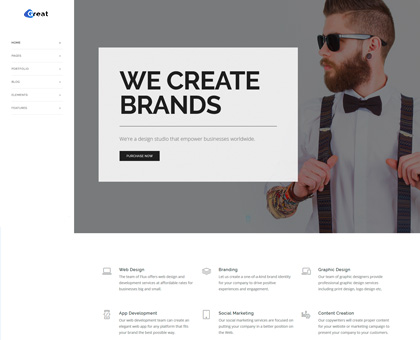 Great
HOME
PAGES
PORTFOLIO
BLOG
ELEMENTS
FEATURES
WE CREATE
BRANDS
We're a design studio that empower businesses worldwide.
PURCHASE NOW
Web Design
The team of Flux offers web design and
development services at affordable rates for
businesses big and small.
Branding
Let us create a one-of-a-kind brand identity
for your company to drive positive
experiences and engagement.
Graphic Design
Our team of graphic designers provide
professional graphic design services
including print design, logo design etc.
App Development
Our web development team can create an
elegant web app for any platform that fits
your brand the best possible way.
Social Marketing
Our social marketing services are focused on
putting your company in a better position on
the Web.
Content Creation
Our copywriters will create proper content
for your website or marketing campaign to
present your company to your customers.